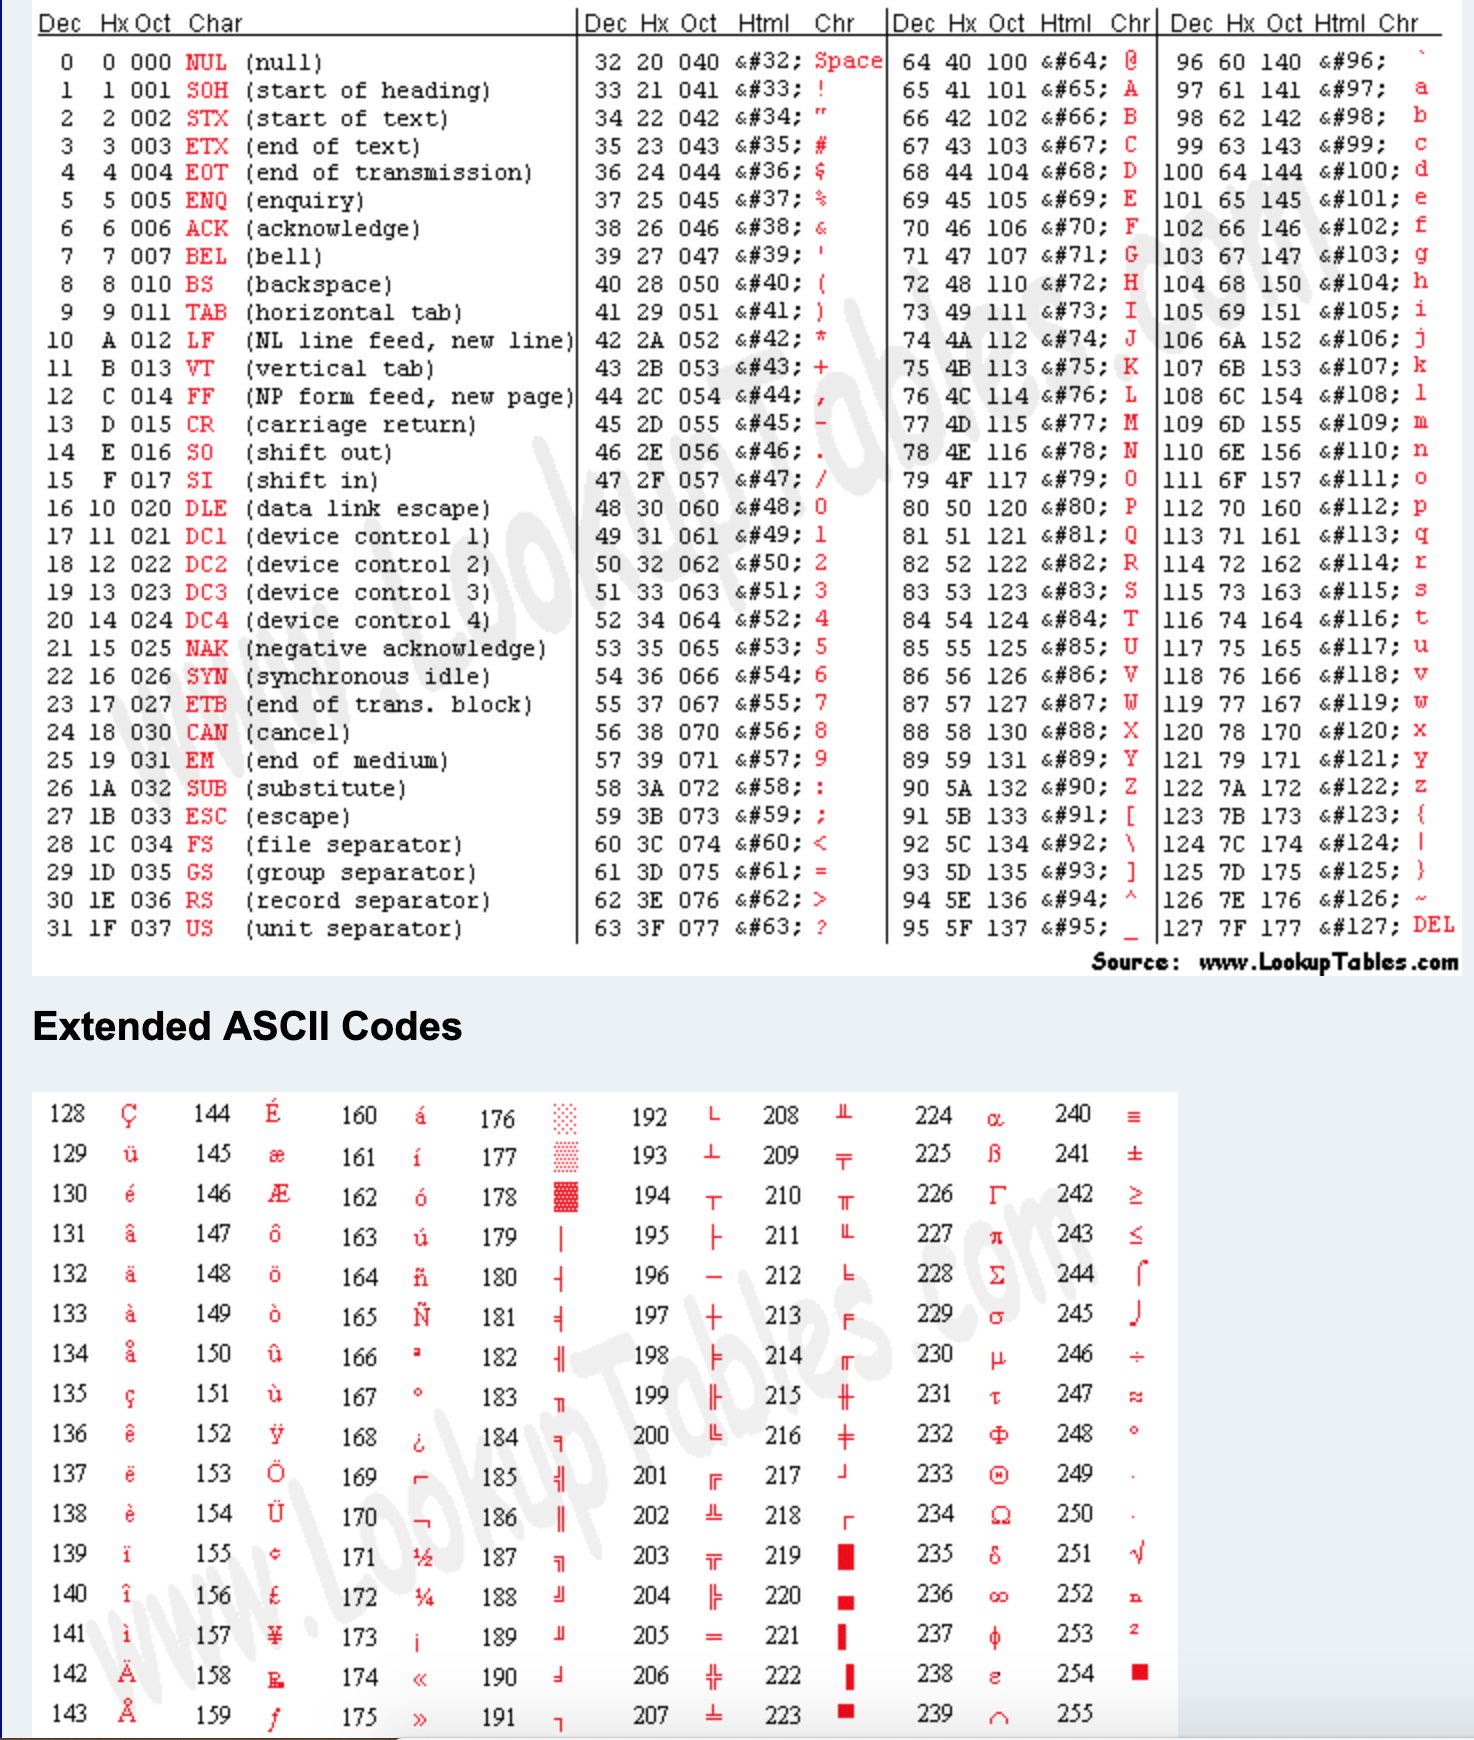 Dec Hx Oct Char Dec Hx Oct Html Chr Dec Hx Oct Html Chr Dec Hx Oct Html Chr
0 0 000 NUL (null) 32 20 040 &#32; Space 64 40 100 &#64; @ 96 60 140 &#96; `
1 1 001 SOH (start of heading) 33 21 041 &#33; ! 65 41 101 &#65; A 97 61 141 &#97; a
2 2 002 STX (start of text) 34 22 042 &#34; " 66 42 102 &#66; B 98 62 142 &#98; b
3 3 003 ETX (end of text) 35 23 043 &#35; # 67 43 103 &#67; C 99 63 143 &#99; c
4 4 004 EOT (end of transmission) 36 24 044 &#36; $ 68 44 104 &#68; D 100 64 144 &#100; d
5 5 005 ENQ (enquiry) 37 25 045 &#37; % 69 45 105 &#69; E 101 65 145 &#101; e
6 6 006 ACK (acknowledge) 38 26 046 &#38; & 70 46 106 &#70; F 102 66 146 &#102; f
7 7 007 BEL (bell) 39 27 047 &#39; ' 71 47 107 &#71; G 103 67 147 &#103; g
8 8 010 BS (backspace) 40 28 050 &#40; ( 72 48 110 &#72; H 104 68 150 &#104; h
9 9 011 TAB (horizontal tab) 41 29 051 &#41; ) 73 49 111 &#73; I 105 69 151 &#105; i
10 A 012 LF (NL line feed, new line) 42 2A 052 &#42; * 74 4A 112 &#74; J 106 6A 152 &#106; j
11 B 013 VT (vertical tab) 43 2B 053 &#43; + 75 4B 113 &#75; K 107 6B 153 &#107; k
12 C 014 FF (NP form feed, new page) 44 2C 054 &#44; , 76 4C 114 &#76; L 108 6C 154 &#108; l
13 D 015 CR (carriage return) 45 2D 055 &#45; - 77 4D 115 &#77; M 109 6D 155 &#109; m
14 E 016 SO (shift out) 46 2E 056 &#46; . 78 4E 116 &#78; N 110 6E 156 &#110; n
15 F 017 SI (shift in) 47 2F 057 &#47; / 79 4F 117 &#79; O 111 6F 157 &#111; o
16 10 020 DLE (data link escape) 48 30 060 &#48; 0 80 50 120 &#80; P 112 70 160 &#112; p
17 11 021 DC1 (device control 1) 49 31 061 &#49; 1 81 51 121 &#81; Q 113 71 161 &#113; q
18 12 022 DC2 (device control 2) 50 32 062 &#50; 2 82 52 122 &#82; R 114 72 162 &#114; r
19 13 023 DC3 (device control 3) 51 33 063 &#51; 3 83 53 123 &#83; S 115 73 163 &#115; s
20 14 024 DC4 (device control 4) 52 34 064 &#52; 4 84 54 124 &#84; T 116 74 164 &#116; t
21 15 025 NAK (negative acknowledge) 53 35 065 &#53; 5 85 55 125 &#85; U 117 75 165 &#117; u
22 16 026 SYN (synchronous idle) 54 36 066 &#54; 6 86 56 126 &#86; V 118 76 166 &#118; v
23 17 027 ETB (end of trans. block) 55 37 067 &#55; 7 87 57 127 &#87; W 119 77 167 &#119; w
24 18 030 CAN (cancel) 56 38 070 &#56; 8 88 58 130 &#88; X 120 78 170 &#120; x
25 19 031 EM (end of medium) 57 39 071 &#57; 9 89 59 131 &#89; Y 121 79 171 &#121; y
26 1A 032 SUB (substitute) 58 3A 072 &#58; : 90 5A 132 &#90; Z 122 7A 172 &#122; z
27 1B 033 ESC (escape) 59 3B 073 &#59; ; 91 5B 133 &#91; [ 123 7B 173 &#123; {
28 1C 034 FS (file separator) 60 3C 074 &#60; < 92 5C 134 &#92; \ 124 7C 174 &#124; |
29 1D 035 GS (group separator) 61 3D 075 &#61; = 93 5D 135 &#93; ] 125 7D 175 &#125; }
30 1E 036 RS (record separator) 62 3E 076 &#62; > 94 5E 136 &#94; ^ 126 7E 176 &#126; ~
31 1F 037 US (unit separator) 63 3F 077 &#63; ? 95 5F 137 &#95; _ 127 7F 177 &#127; DEL
www.LookupTables.com
Source: www.LookupTables.com
Extended ASCII Codes
128 Ç 144 É 160 á 176 ░ 192 └ 208 ╨ 224 α 240 ≡
129 ü 145 æ 161 í 177 ▒ 193 ┴ 209 ╤ 225 ß 241 ±
130 é 146 Æ 162 ó 178 ▓ 194 ┬ 210 ╥ 226 Γ 242 ≥
131 â 147 ô 163 ú 179 │ 195 ├ 211 ╙ 227 π 243 ≤
132 ä 148 ö 164 ñ 180 ┤ 196 ─ 212 ╘ 228 Σ 244 ⌠
133 à 149 ò 165 Ñ 181 ╡ 197 ┼ 213 ╒ 229 σ 245 ⌡
134 å 150 û 166 ª 182 ╢ 198 ╞ 214 ╓ 230 µ 246 ÷
135 ç 151 ù 167 º 183 ╖ 199 ╟ 215 ╫ 231 τ 247 ≈
136 ê 152 ÿ 168 ¿ 184 ╕ 200 ╚ 216 ╪ 232 Φ 248 °
137 ë 153 Ö 169 ⌐ 185 ╣ 201 ╔ 217 ┘ 233 Θ 249 ∙
138 è 154 Ü 170 ¬ 186 ║ 202 ╩ 218 ┌ 234 Ω 250 ·
139 ï 155 ¢ 171 ½ 187 ╗ 203 ╦ 219 █ 235 δ 251 √
140 î 156 £ 172 ¼ 188 ╝ 204 ╠ 220 ▄ 236 ∞ 252 ⁿ
141 ì 157 ¥ 173 ¡ 189 ╜ 205 ═ 221 ▌ 237 φ 253 ²
142 Ä 158 ₧ 174 « 190 ╛ 206 ╬ 222 ▐ 238 ε 254 ■
143 Å 159 ƒ 175 » 191 ┐ 207 ╧ 223 ▀ 239 ∩ 255
www.LookupTables.com